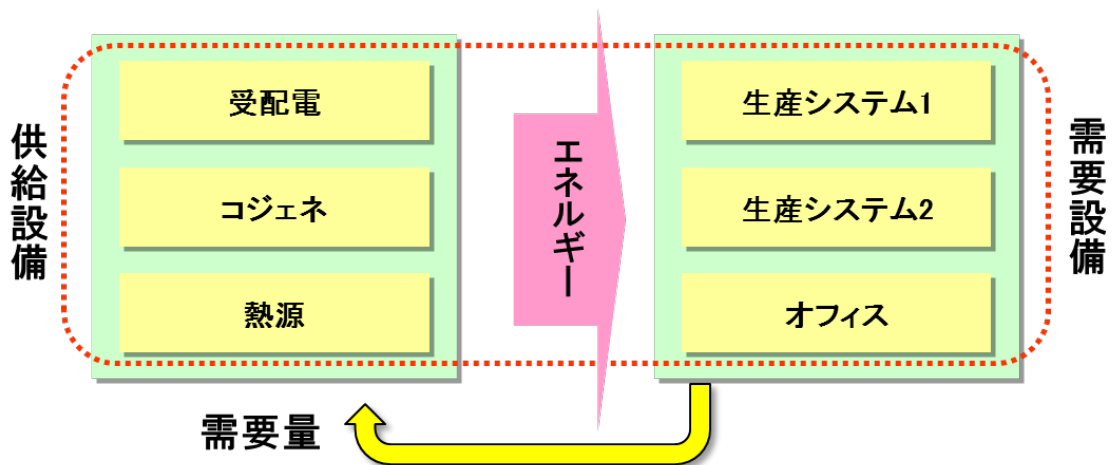 供給設備
受配電
コジェネ
熱源
エネルギー
生産システム1
生産システム2
オフィス
需要設備
需要量